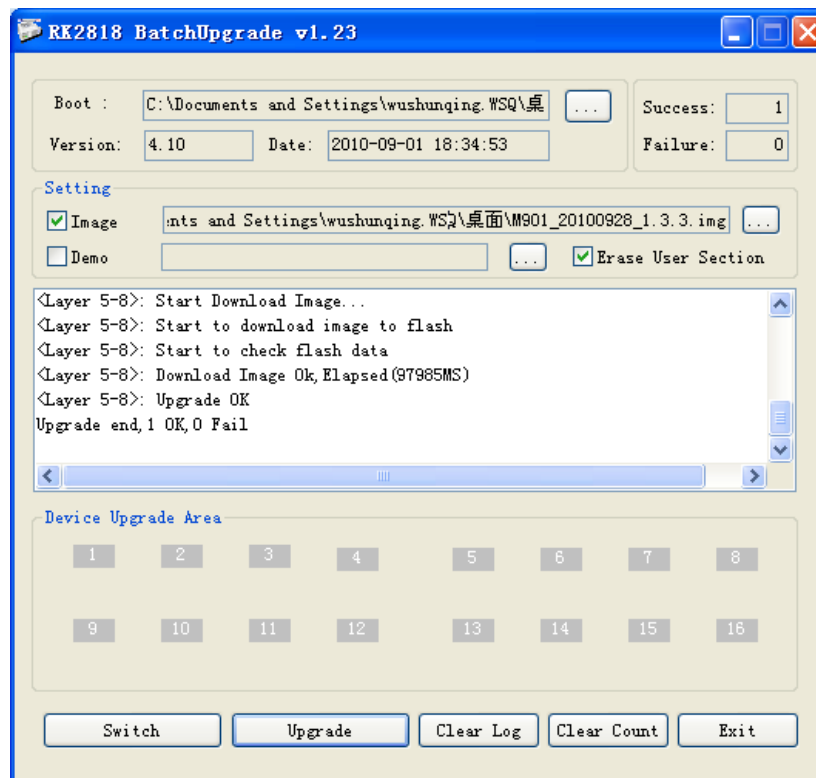 RK2818 BatchUpgrade v1.23
Boot : C:\Documents and Settings\wushunqing.WSQ\桌 ... Success: 1
Version: 4.10 Date: 2010-09-01 18:34:53 Failure: 0
Setting
Image nts and Settings\wushunqing.WSQ\桌面\M901_20100928_1.3.3.img ...
Demo ... Erase User Section
<Layer 5-8>: Start Download Image...
<Layer 5-8>: Start to download image to flash
<Layer 5-8>: Start to check flash data
<Layer 5-8>: Download Image Ok,Elapsed(97985MS)
<Layer 5-8>: Upgrade OK
Upgrade end,1 OK,0 Fail
Device Upgrade Area
1 2 3 4 5 6 7 8
9 10 11 12 13 14 15 16
Switch Upgrade Clear Log Clear Count Exit